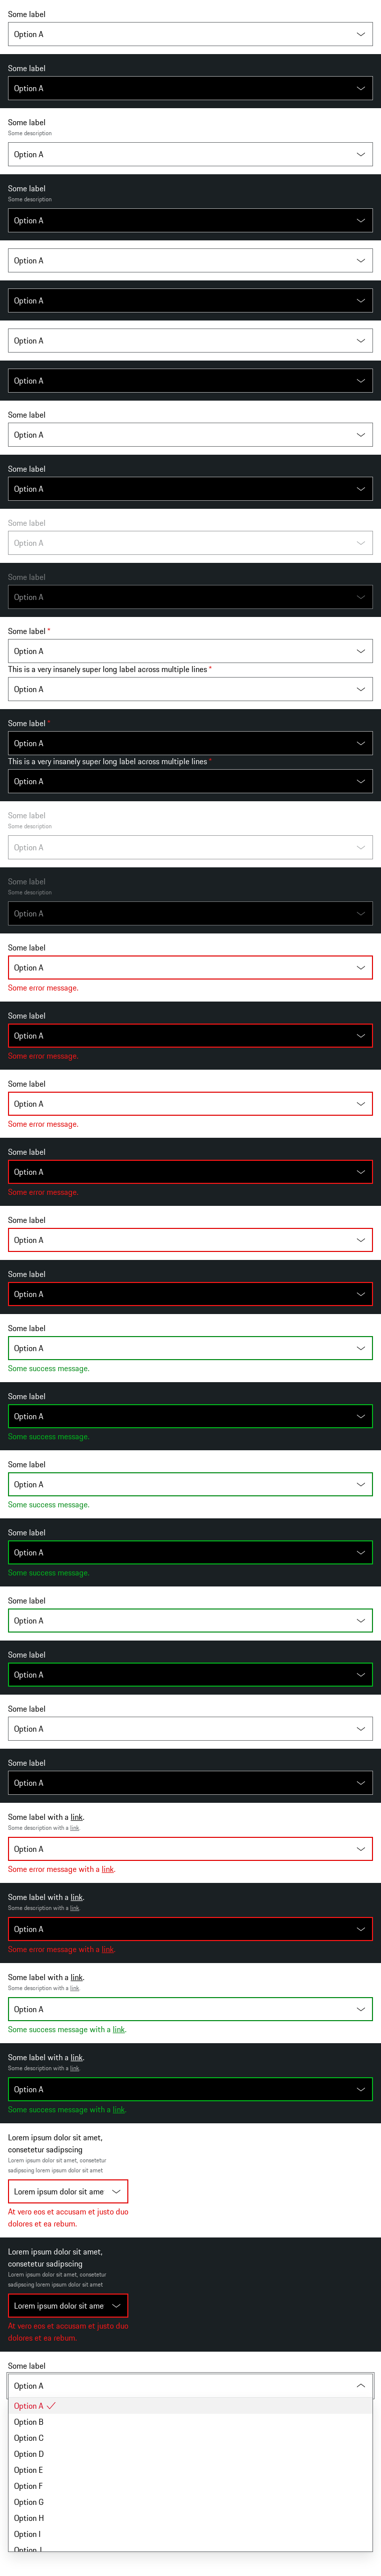 Some label
Option A
Some label
Option A
Some label
Some description
Option A
Some label
Some description
Option A
Option A
Option A
Option A
Option A
Some label
Option A
Some label
Option A
Some label
Option A
Some label
Option A
Some label *
Option A
This is a very insanely super long label across multiple lines *
Option A
Some label *
Option A
This is a very insanely super long label across multiple lines *
Option A
Some label
Some description
Option A
Some label
Some description
Option A
Some label
Option A
Some error message.
Some label
Option A
Some error message.
Some label
Option A
Some error message.
Some label
Option A
Some error message.
Some label
Option A
Some label
Option A
Some label
Option A
Some success message.
Some label
Option A
Some success message.
Some label
Option A
Some success message.
Some label
Option A
Some success message.
Some label
Option A
Some label
Option A
Some label
Option A
Some label
Option A
Some label with a link.
Some description with a link.
Option A
Some error message with a link.
Some label with a link.
Some description with a link.
Option A
Some error message with a link.
Some label with a link.
Some description with a link.
Option A
Some success message with a link.
Some label with a link.
Some description with a link.
Option A
Some success message with a link.
Lorem ipsum dolor sit amet,
consetetur sadipscing
Lorem ipsum dolor sit amet, consetetur
sadipscing lorem ipsum dolor sit amet
Lorem ipsum dolor sit ame
At vero eos et accusam et justo duo
dolores et ea rebum.
Lorem ipsum dolor sit amet,
consetetur sadipscing
Lorem ipsum dolor sit amet, consetetur
sadipscing lorem ipsum dolor sit amet
Lorem ipsum dolor sit ame
At vero eos et accusam et justo duo
dolores et ea rebum.
Some label
Option A
Option A
Option B
Option C
Option D
Option E
Option F
Option G
Option H
Option I
Option J